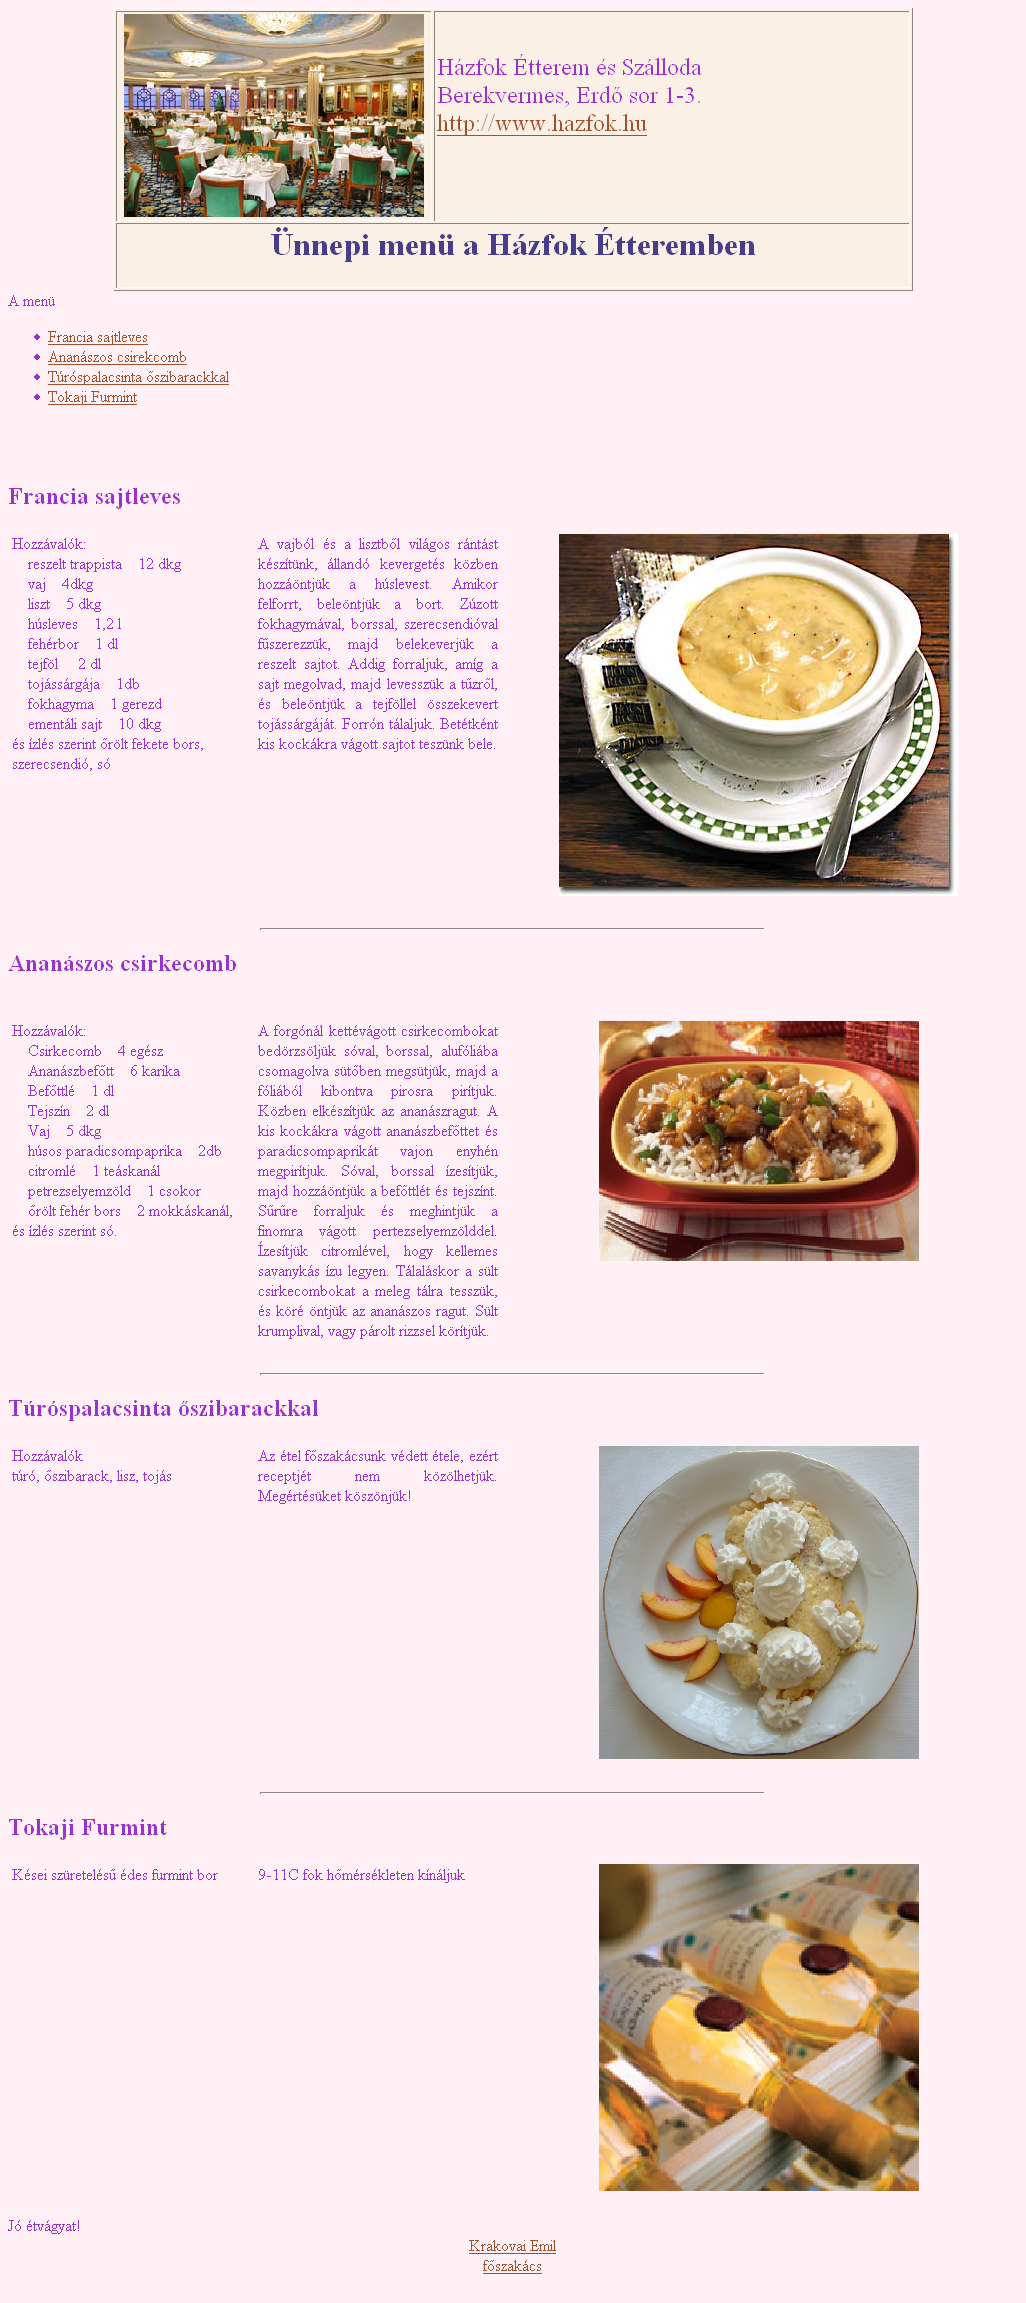 Házfok Étterem és Szálloda
Berekvermes, Erdő sor 1-3.
http://www.hazfok.hu
Ünnepi menü a Házfok Étteremben
A menü
Francia sajtleves
Ananászos csirekcomb
Túróspalacsinta őszibarackkal
Tokaji Furmint
Francia sajtleves
Hozzávalók:
reszelt trappista 12 dkg
vaj 4dkg
liszt 5 dkg
húsleves 1,2 l
fehérbor 1 dl
tejföl 2 dl
tojássárgája 1db
fokhagyma 1 gerezd
ementáli sajt 10 dkg
és ízlés szerint őrölt fekete bors,
szerecsendió, só
A vajból és a lisztből világos rántást
készítünk, állandó kevergetés közben
hozzáöntjük a húslevest. Amikor
felforrt, beleöntjük a bort. Zúzott
fokhagymával, borssal, szerecsendióval
fűszerezzük, majd belekeverjük a
reszelt sajtot. Addig forraljuk, amíg a
sajt megolvad, majd levesszük a tűzről,
és beleöntjük a tejföllel összekevert
tojássárgáját. Forrón tálaljuk. Betétként
kis kockákra vágott sajtot teszünk bele.
Ananászos csirkecomb
Hozzávalók:
Csirkecomb 4 egész
Ananászbefőtt 6 karika
Befőttlé 1 dl
Tejszín 2 dl
Vaj 5 dkg
húsos paradicsompaprika 2db
citromlé 1 teáskanál
petrezselyemzöld 1 csokor
őrölt fehér bors 2 mokkáskanál,
és ízlés szerint só.
A forgónál kettévágott csirkecombokat
bedörzsöljük sóval, borssal, alufóliába
csomagolva sütőben megsütjük, majd a
fóliából kibontva pirosra pirítjuk.
Közben elkészítjük az ananászragut. A
kis kockákra vágott ananászbefőttet és
paradicsompaprikát vajon enyhén
megpirítjuk. Sóval, borssal ízesítjük,
majd hozzáöntjük a befőttlét és tejszínt.
Sűrűre forraljuk és meghintjük a
finomra vágott pertezselyemzölddel.
Ízesítjük citromlével, hogy kellemes
savanykás ízu legyen. Tálaláskor a sült
csirkecombokat a meleg tálra tesszük,
és köré öntjük az ananászos ragut. Sült
krumplival, vagy párolt rizzsel körítjük.
Túróspalacsinta őszibarackkal
Hozzávalók
túró, őszibarack, lisz, tojás
Az étel főszakácsunk védett étele, ezért
receptjét nem közölhetjük.
Megértésüket köszönjük!
Tokaji Furmint
Kései szüretelésű édes furmint bor
9-11C fok hőmérsékleten kínáljuk
Jó étvágyat!
Krakovai Emil
főszakács